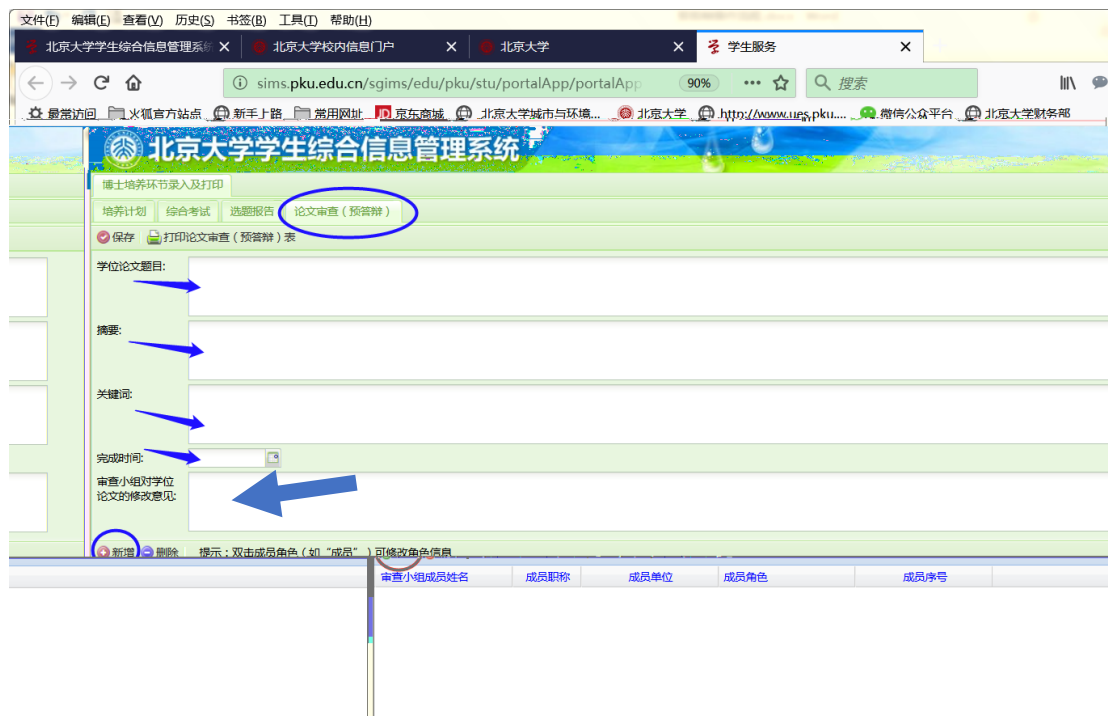 文件(F) 编辑(E) 查看(V) 历史(S) 书签(B) 工具(T) 帮助(H)
北京大学学生综合信息管理系统 北京大学校内信息门户 北京大学 学生服务
sims.pku.edu.cn/sgims/edu/pku/stu/portalApp/portalApp 90% 搜索
最常访问 火狐官方站点 新手上路 常用网址 JD 京东商城 北京大学城市与环境... 北京大学 http://www.ues.pku.... 微信公众平台 北京大学财务部
北京大学学生综合信息管理系统
博士培养环节录入及打印
培养计划 综合考试 选题报告 论文审查(预答辩)
保存 打印论文审查(预答辩)表
学位论文题目:
摘要:
关键词:
完成时间:
审查小组对学位
论文的修改意见:
新增 删除 提示:双击成员角色(如“成员”)可修改角色信息
审查小组成员姓名 成员职称 成员单位 成员角色 成员序号